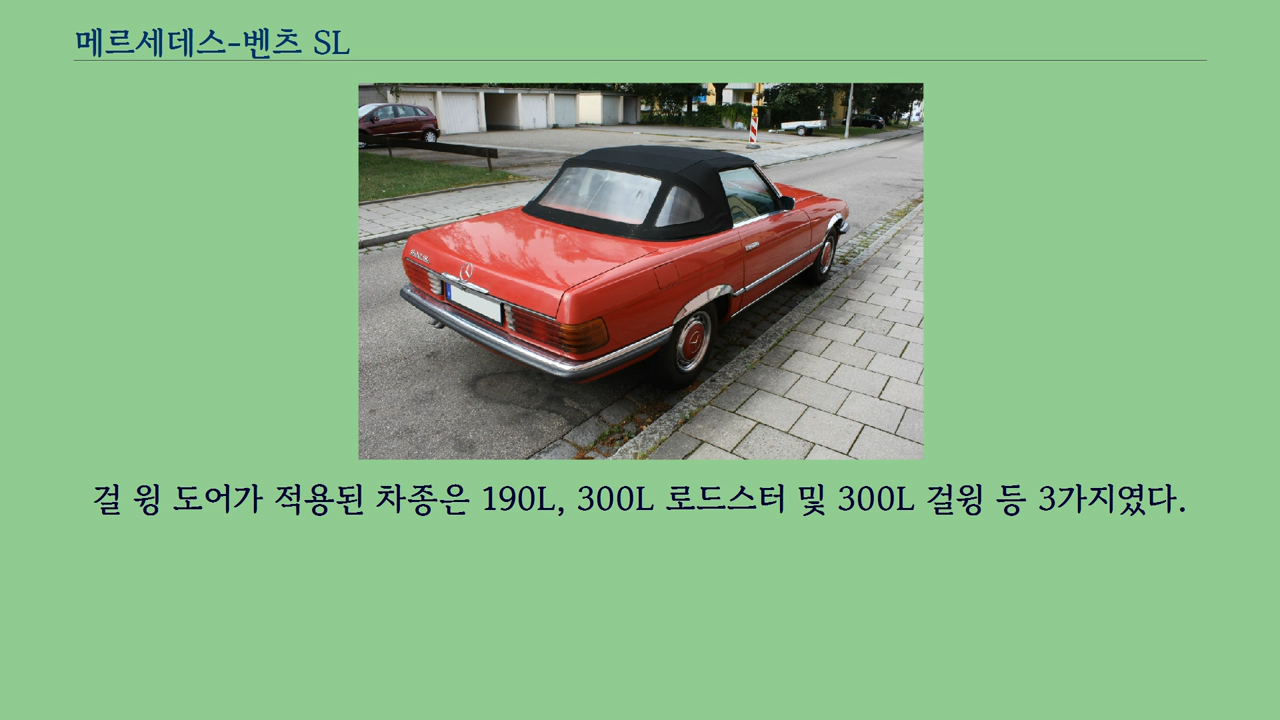 메르세데스-벤츠 SL
걸 윙 도어가 적용된 차종은 190L, 300L 로드스터 및 300L 걸윙 등 3가지였다.